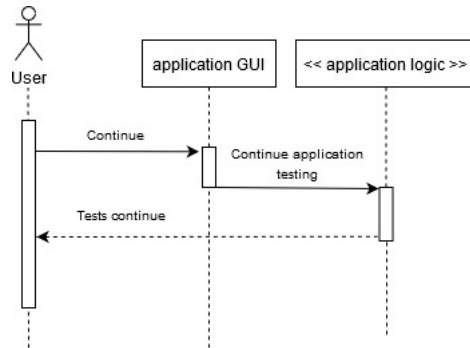 User
application GUI
<< application logic >>
Continue
Continue application
testing
Tests continue